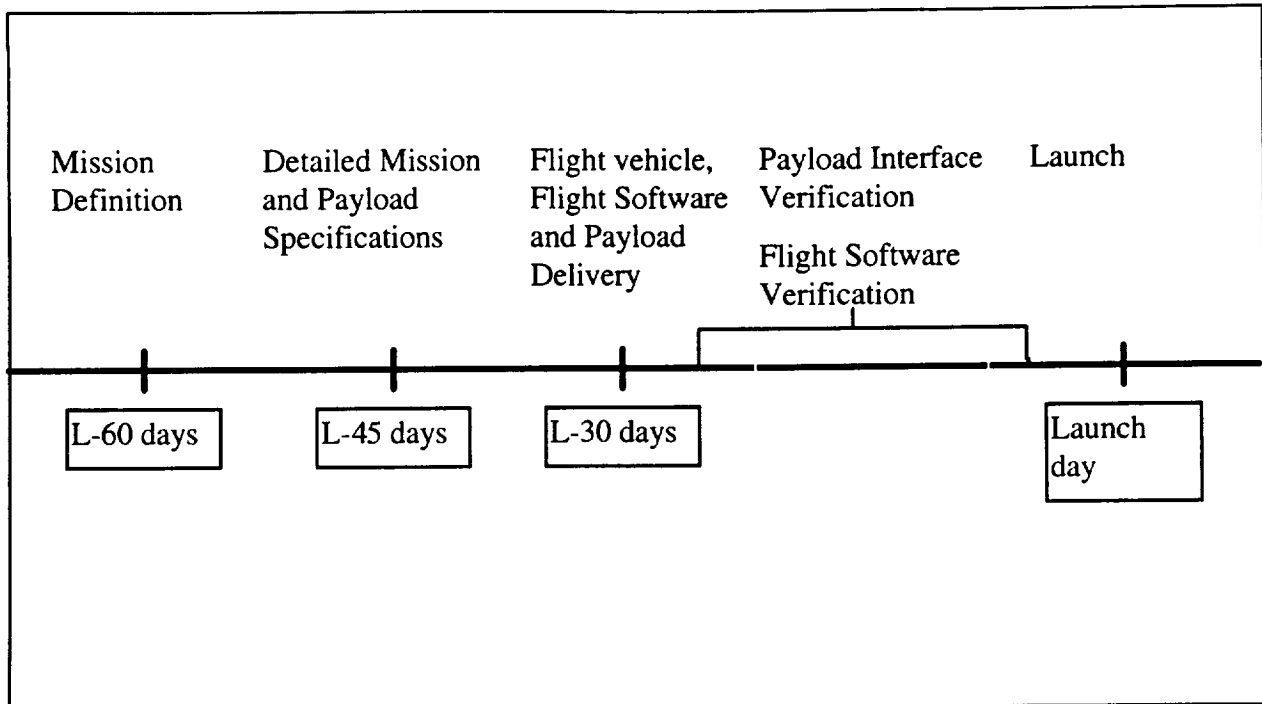 Mission
Definition
Detailed Mission
and Payload
Specifications
Flight vehicle,
Flight Software
and Payload
Delivery
Payload Interface
Verification
Flight Software
Verification
Launch
L-60 days
L-45 days
L-30 days
Launch
day